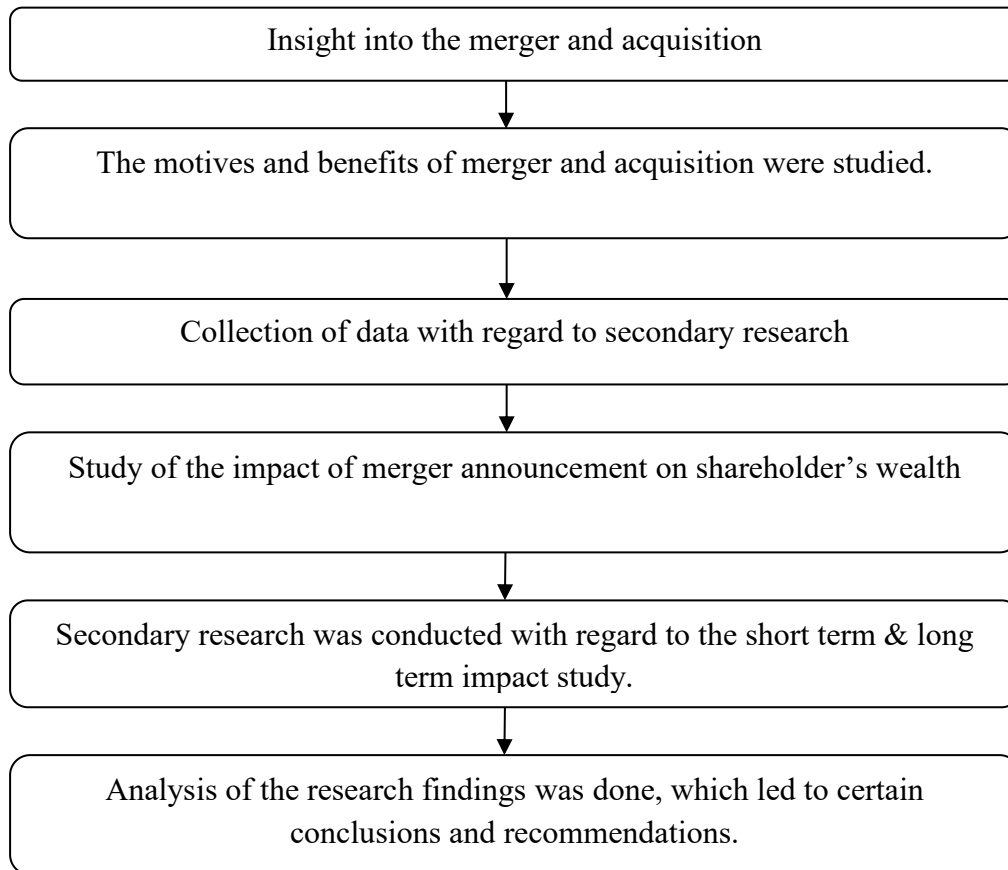 Insight into the merger and acquisition
The motives and benefits of merger and acquisition were studied.
Collection of data with regard to secondary research
Study of the impact of merger announcement on shareholder’s wealth
Secondary research was conducted with regard to the short term & long
term impact study.
Analysis of the research findings was done, which led to certain
conclusions and recommendations.